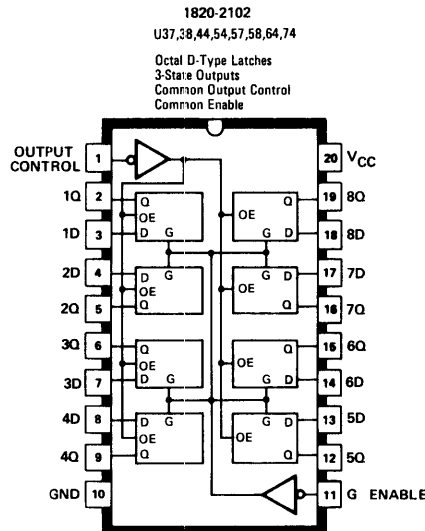 1820-2102
U37,38,44,54,57,58,64,74
Octal D-Type Latches
3-State Outputs
Common Output Control
Common Enable
OUTPUT CONTROL 1 20 VCC
1Q 2 Q Q 19 8Q
OE OE
1D 3 D G G D 18 8D
2D 4 D G G D 17 7D
OE OE
2Q 5 Q Q 16 7Q
3Q 6 Q Q 15 6Q
OE OE
3D 7 D G G D 14 6D
4D 8 D G G D 13 5D
OE OE
4Q 9 Q Q 12 5Q
GND 10 11 G ENABLE